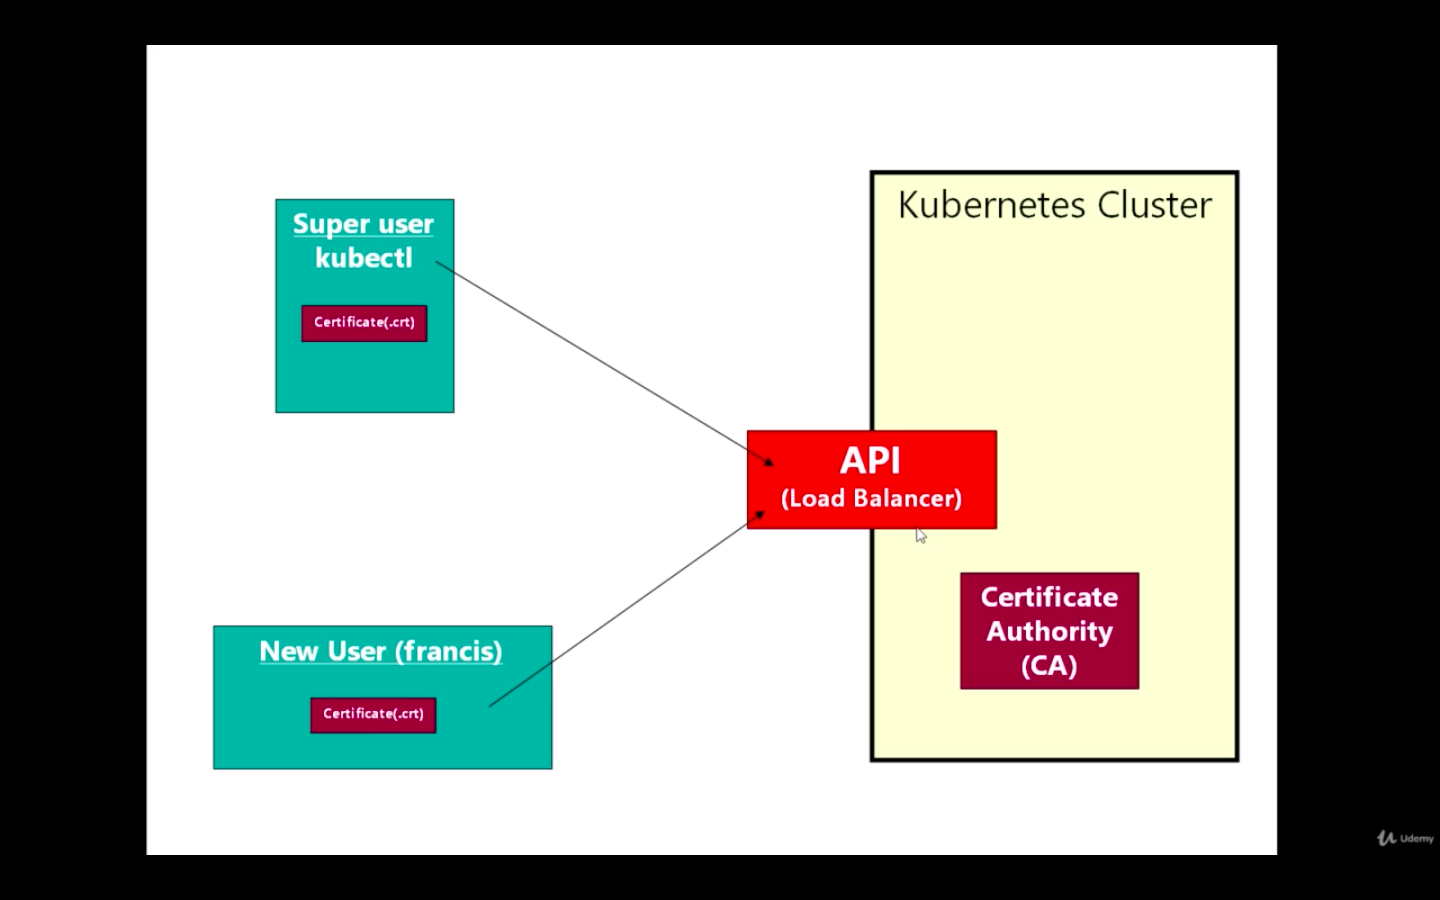 Super user
kubectl
Certificate(.crt)
Kubernetes Cluster
API
(Load Balancer)
New User (francis)
Certificate(.crt)
Certificate
Authority
(CA)
Udemy